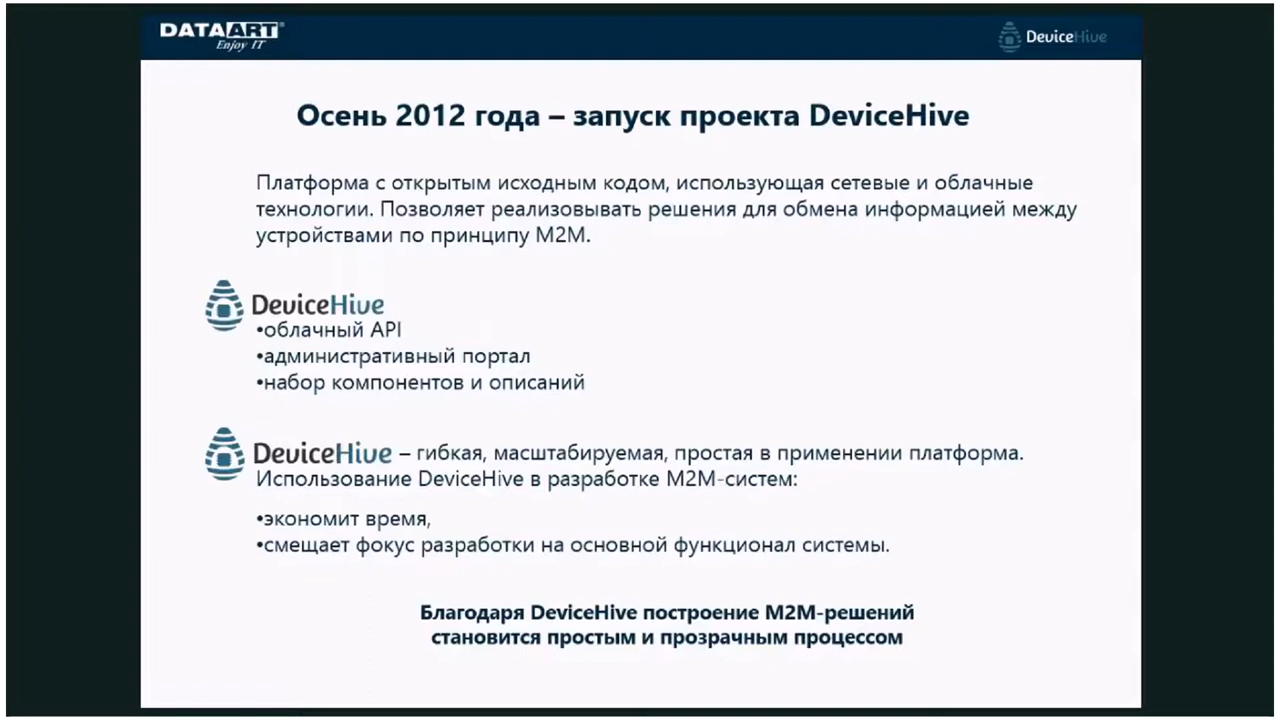 DATAART®
Enjoy IT
DeviceHive
Осень 2012 года – запуск проекта DeviceHive
Платформа с открытым исходным кодом, использующая сетевые и облачные
технологии. Позволяет реализовывать решения для обмена информацией между
устройствами по принципу M2M.
DeviceHive
•облачный API
•административный портал
•набор компонентов и описаний
DeviceHive – гибкая, масштабируемая, простая в применении платформа.
Использование DeviceHive в разработке M2M-систем:
•экономит время,
•смещает фокус разработки на основной функционал системы.
Благодаря DeviceHive построение M2M-решений
становится простым и прозрачным процессом